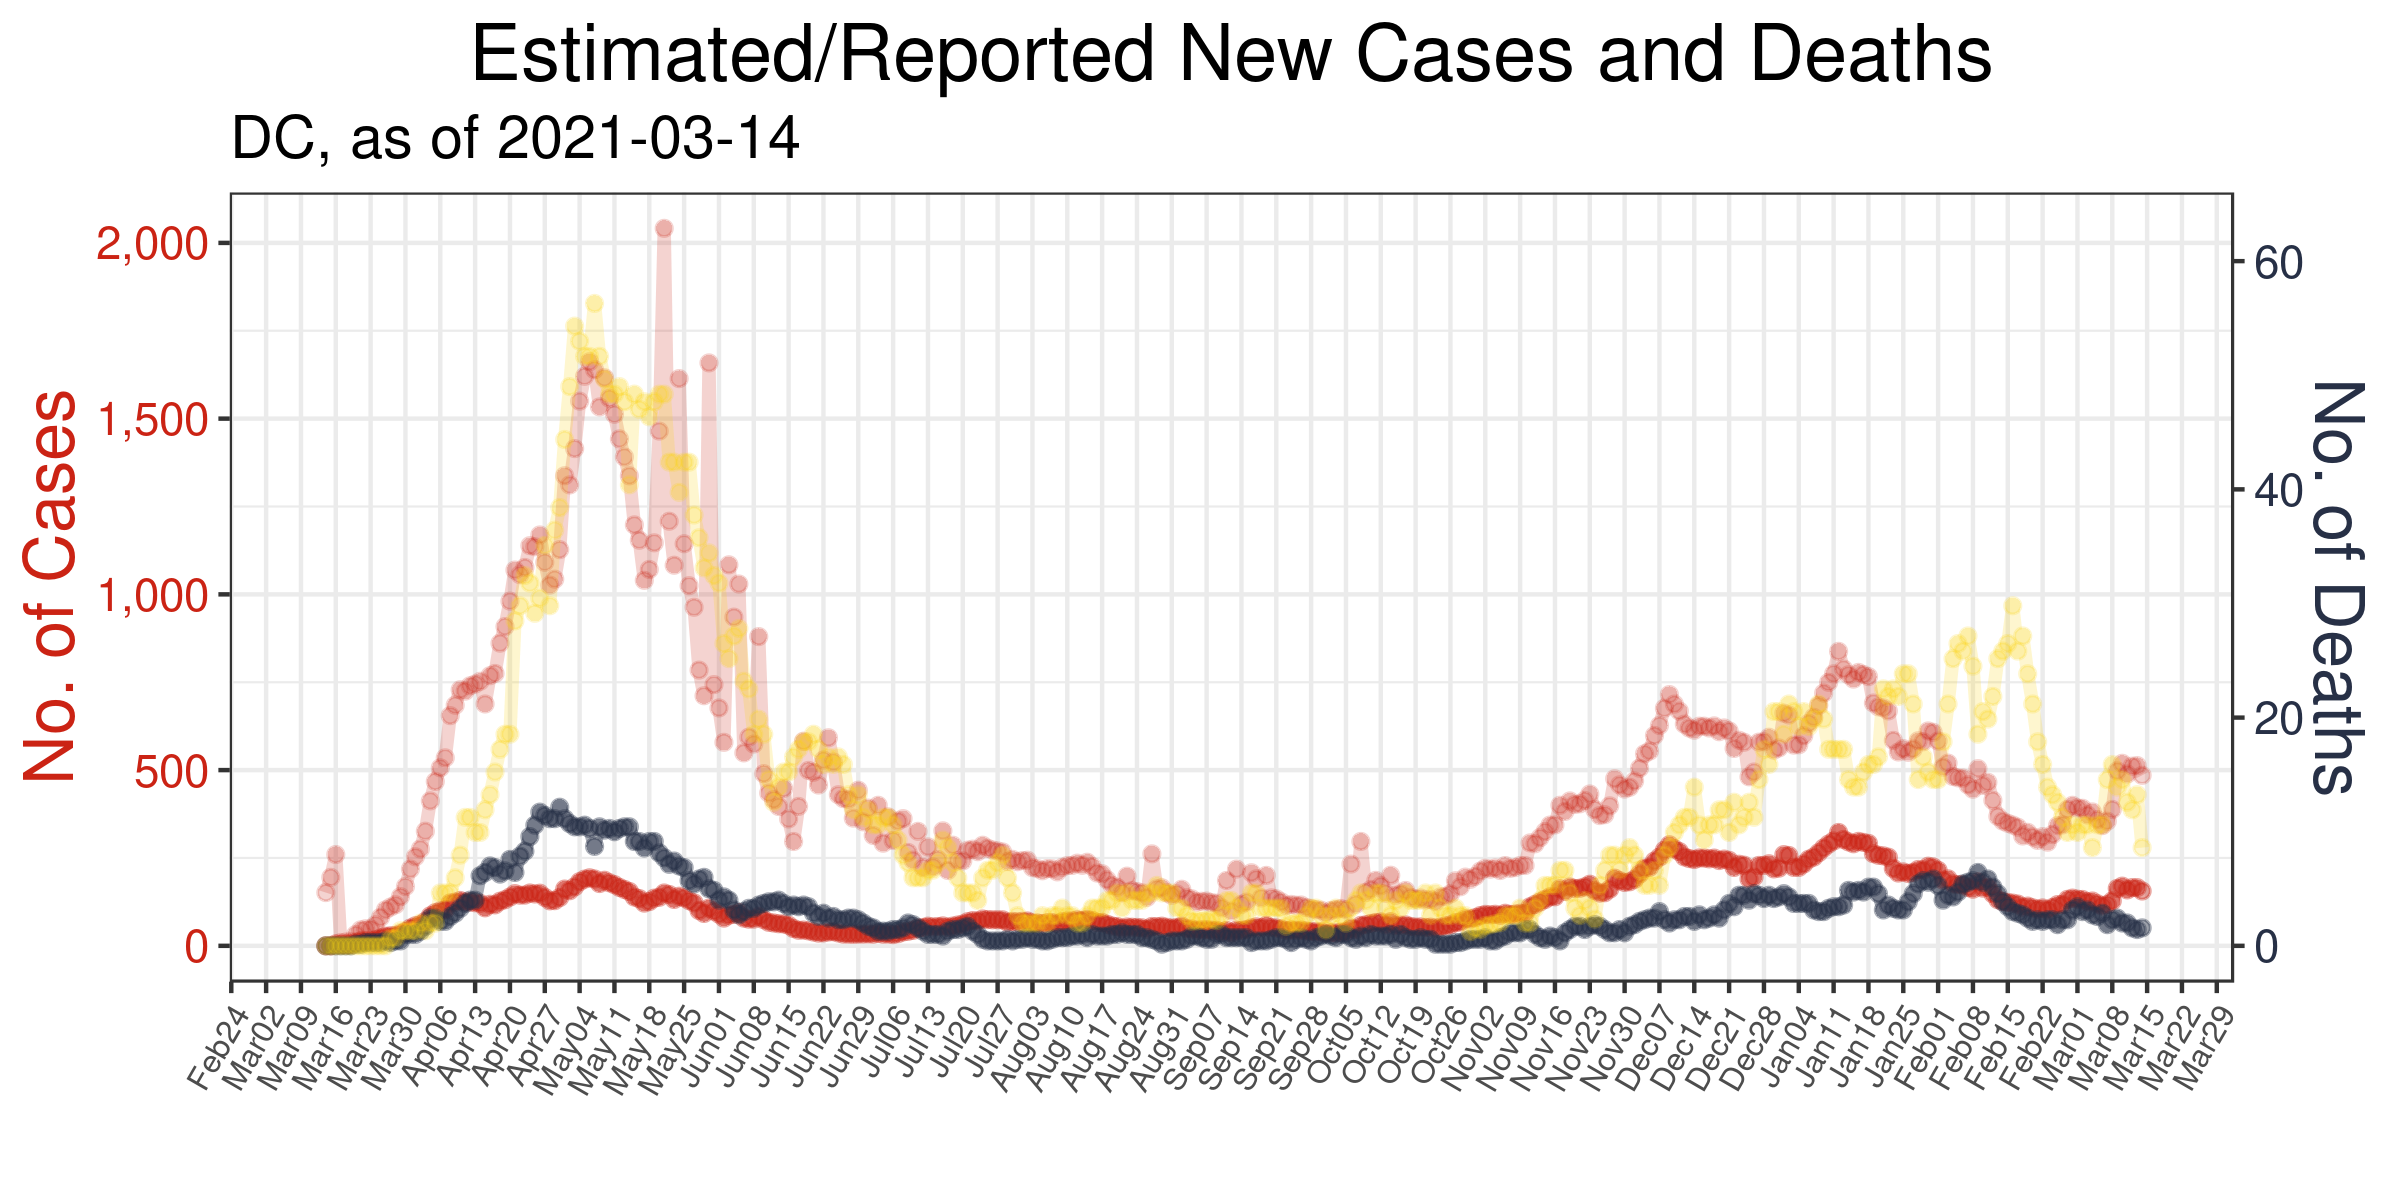 Estimated/Reported New Cases and Deaths
DC, as of 2021-03-14
No. of Cases
2,000
1,500
1,000
500
0
60
40
20
0
No. of Deaths
Feb24
Mar02
Mar09
Mar16
Mar23
Mar30
Apr06
Apr13
Apr20
Apr27
May04
May11
May18
May25
Jun01
Jun08
Jun15
Jun22
Jun29
Jul06
Jul13
Jul20
Jul27
Aug03
Aug10
Aug17
Aug24
Aug31
Sep07
Sep14
Sep21
Sep28
Oct05
Oct12
Oct19
Oct26
Nov02
Nov09
Nov16
Nov23
Nov30
Dec07
Dec14
Dec21
Dec28
Jan04
Jan11
Jan18
Jan25
Feb01
Feb08
Feb15
Feb22
Mar01
Mar08
Mar15
Mar22
Mar29